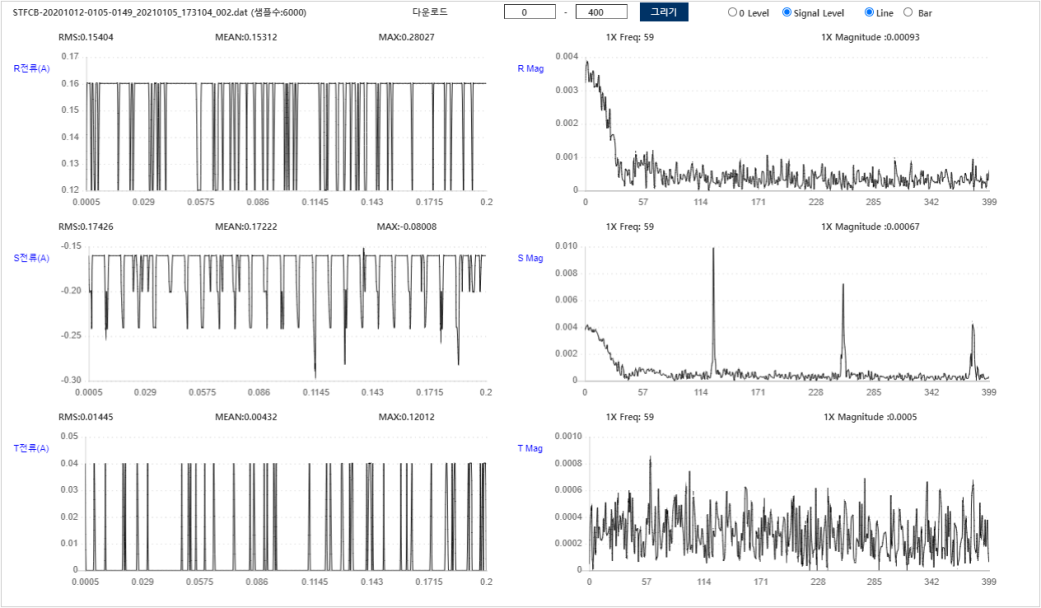 STFCB-20201012-0105-0149_20210105_173104_002.dat (샘플수:6000) 다운로드 0 - 400 그리기 0 Level Signal Level Line Bar
RMS:0.15404 MEAN:0.15312 MAX:0.28027
R전류(A)
0.17
0.16
0.15
0.14
0.13
0.12
0.0005 0.029 0.0575 0.086 0.1145 0.143 0.1715 0.2
1X Freq: 59 1X Magnitude :0.00093
R Mag
0.004
0.003
0.002
0.001
0
0 57 114 171 228 285 342 399
RMS:0.17426 MEAN:0.17222 MAX:-0.08008
S전류(A)
-0.15
-0.20
-0.25
-0.30
0.0005 0.029 0.0575 0.086 0.1145 0.143 0.1715 0.2
1X Freq: 59 1X Magnitude :0.00067
S Mag
0.010
0.008
0.006
0.004
0.002
0
0 57 114 171 228 285 342 399
RMS:0.01445 MEAN:0.00432 MAX:0.12012
T전류(A)
0.05
0.04
0.03
0.02
0.01
0
0.0005 0.029 0.0575 0.086 0.1145 0.143 0.1715 0.2
1X Freq: 59 1X Magnitude :0.0005
T Mag
0.0010
0.0008
0.0006
0.0004
0.0002
0
0 57 114 171 228 285 342 399